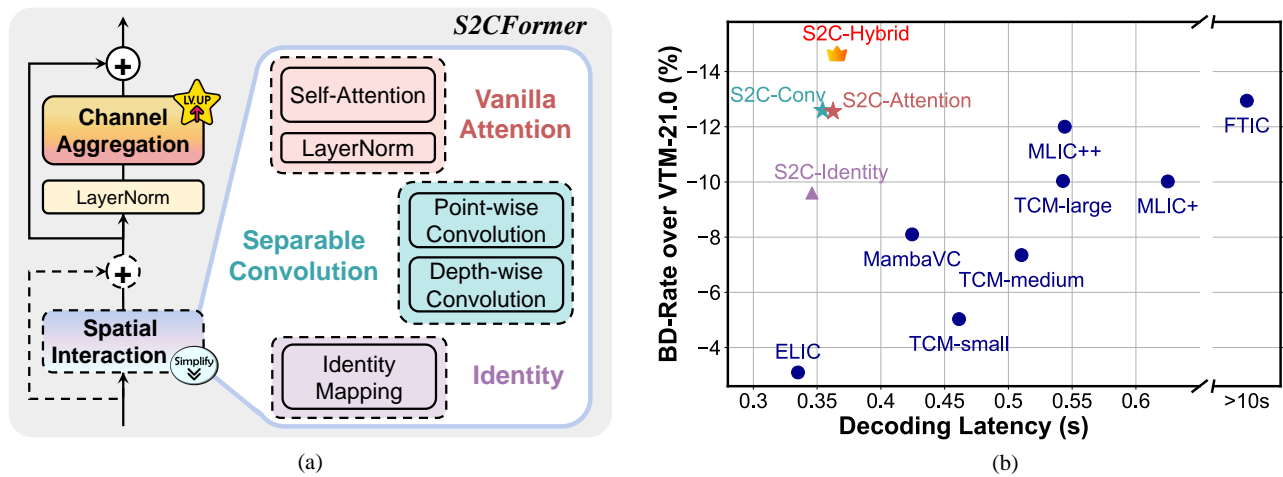 S2CFormer
LV.UP
Channel
Aggregation
LayerNorm
+
+
Spatial
Interaction
Simplify
Self-Attention
LayerNorm
Vanilla
Attention
Separable
Convolution
Point-wise
Convolution
Depth-wise
Convolution
Identity
Mapping
Identity
(a)
BD-Rate over VTM-21.0 (%)
−14
−12
−10
−8
−6
−4
S2C-Hybrid
S2C-Conv
S2C-Attention
FTIC
MLIC++
S2C-Identity
TCM-large
MLIC+
MambaVC
TCM-medium
TCM-small
ELIC
0.3 0.35 0.4 0.45 0.5 0.55 0.6 >10s
Decoding Latency (s)
(b)